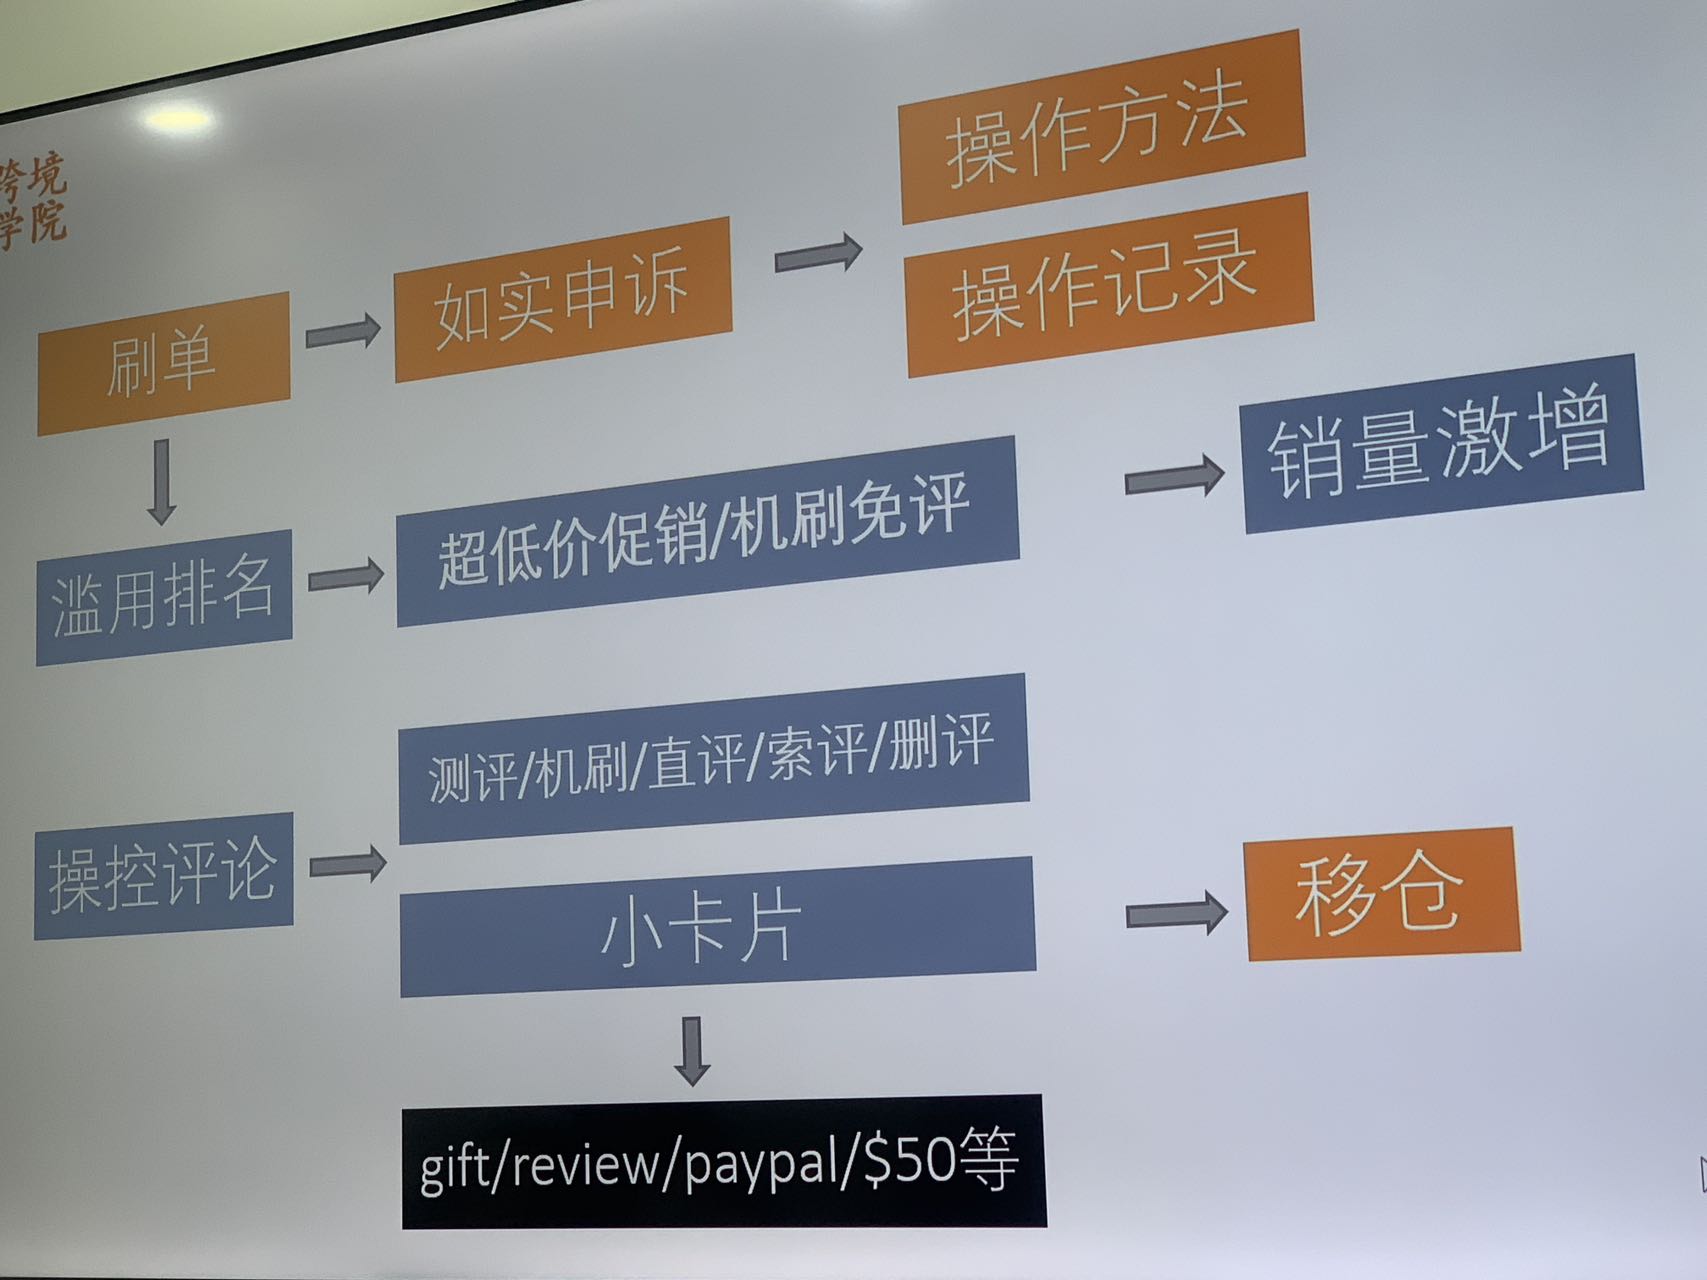 跨境
学院
操作方法
操作记录
如实申诉
刷单
销量激增
超低价促销/机刷免评
滥用排名
测评/机刷/直评/索评/删评
操控评论
小卡片
移仓
gift/review/paypal/$50等